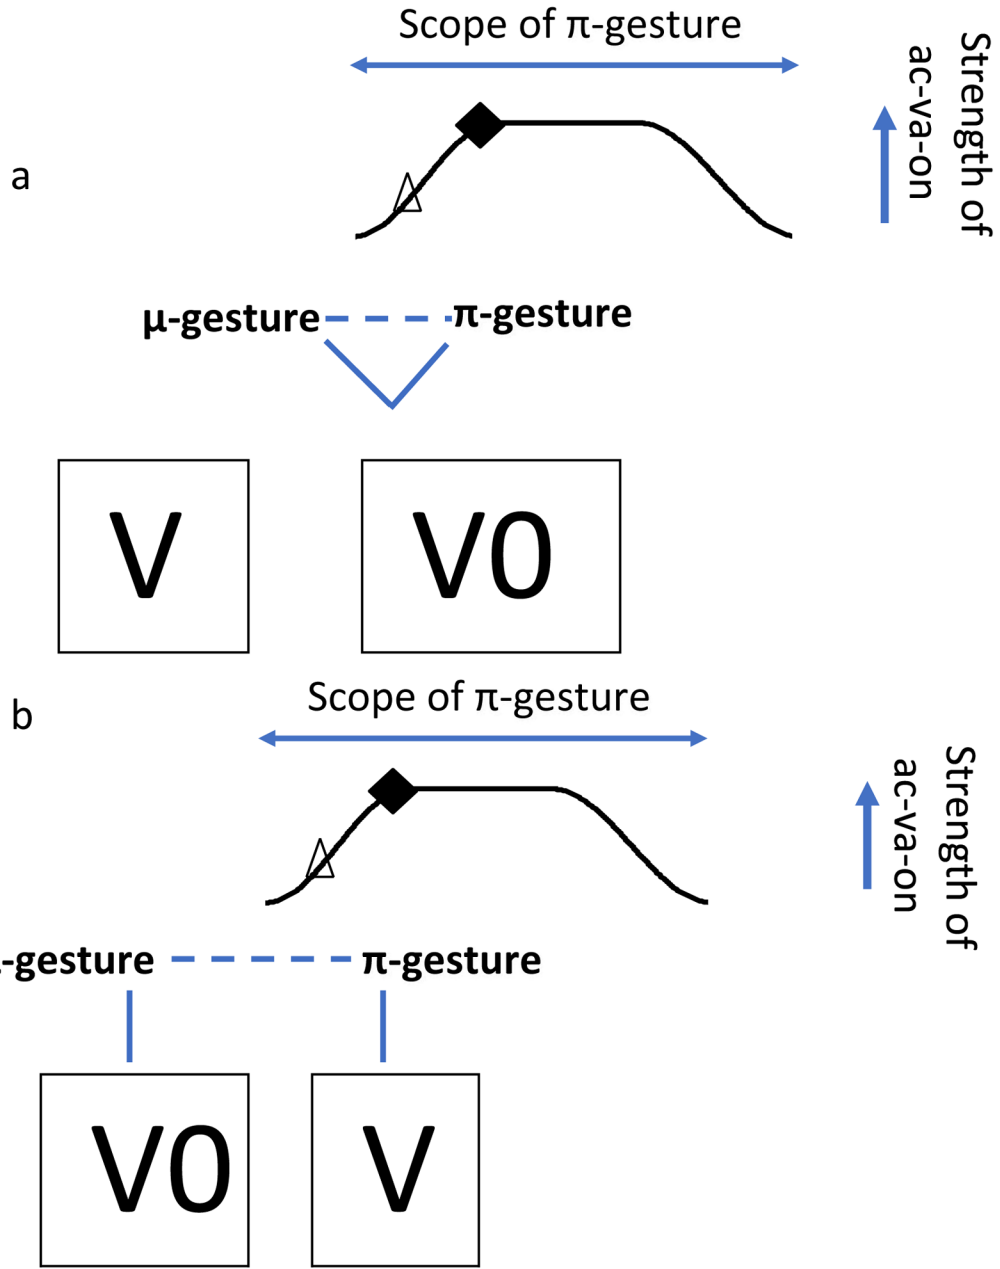 Scope of π-gesture
Strength of
ac-va-on
a
μ-gesture
π-gesture
V
V0
b
Scope of π-gesture
Strength of
ac-va-on
-gesture
π-gesture
V0
V